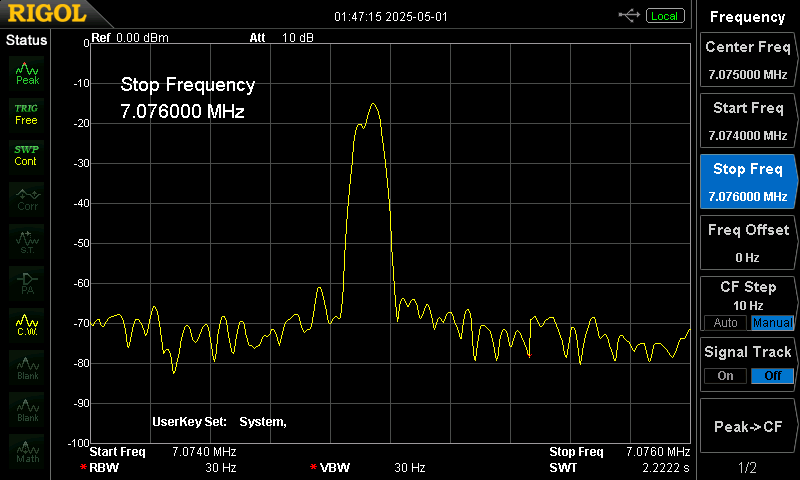 RIGOL
01:47:15 2025-05-01
Local
Status
Ref 0.00 dBm Att 10 dB
Peak
TRIG
Free
SWP
Cont
Corr
S.T.
PA
C.W.
Blank
Blank
Math
0
-10
-20
-30
-40
-50
-60
-70
-80
-90
-100
Stop Frequency
7.076000 MHz
UserKey Set: System,
Start Freq 7.0740 MHz Stop Freq 7.0760 MHz
RBW 30 Hz VBW 30 Hz SWT 2.2222 s
Frequency
Center Freq
7.075000 MHz
Start Freq
7.074000 MHz
Stop Freq
7.076000 MHz
Freq Offset
0 Hz
CF Step
10 Hz
Auto Manual
Signal Track
On Off
Peak->CF
1/2